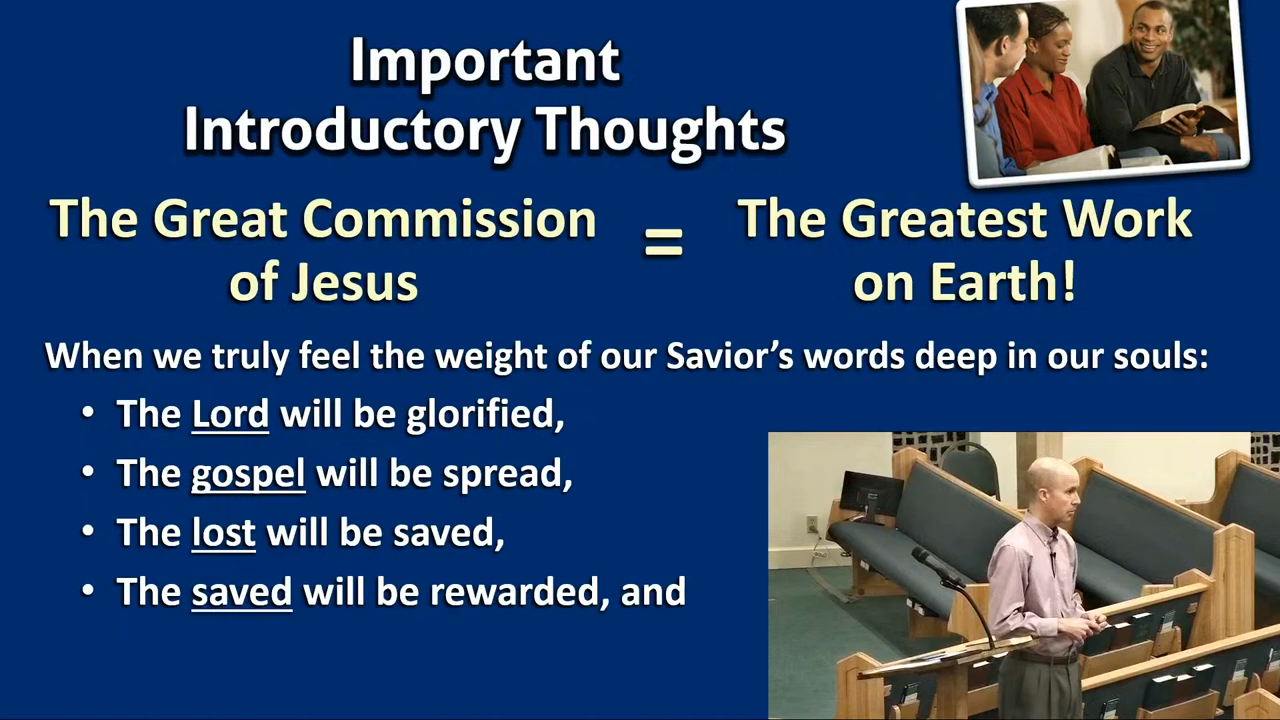 Important
Introductory Thoughts
The Great Commission
of Jesus
=
The Greatest Work
on Earth!
When we truly feel the weight of our Savior's words deep in our souls:
• The Lord will be glorified,
• The gospel will be spread,
• The lost will be saved,
• The saved will be rewarded, and